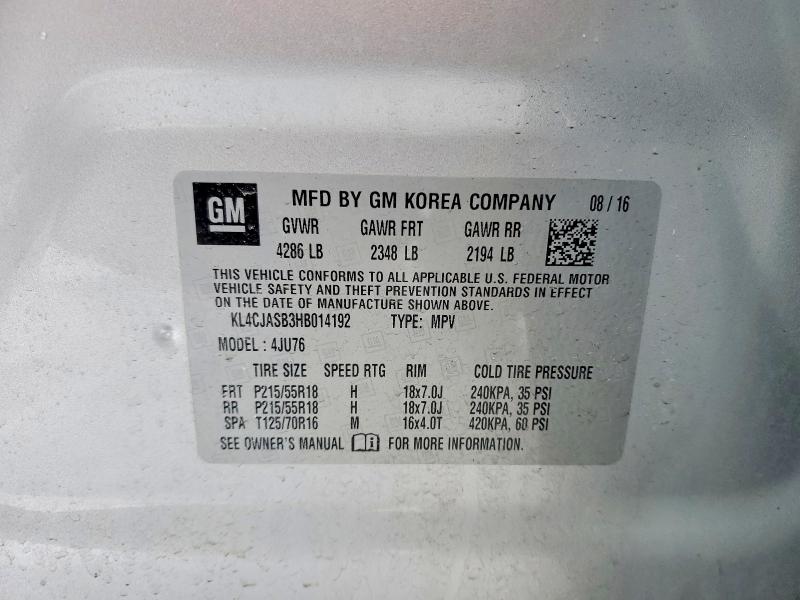 GM MFD BY GM KOREA COMPANY 08 / 16
GVWR GAWR FRT GAWR RR
4286 LB 2348 LB 2194 LB
THIS VEHICLE CONFORMS TO ALL APPLICABLE U.S. FEDERAL MOTOR
VEHICLE SAFETY AND THEFT PREVENTION STANDARDS IN EFFECT
ON THE DATE OF MANUFACTURE SHOWN ABOVE.
KL4CJASB3HB014192 TYPE: MPV
MODEL : 4JU76
TIRE SIZE SPEED RTG RIM COLD TIRE PRESSURE
FRT P215/55R18 H 18x7.0J 240KPA, 35 PSI
RR P215/55R18 H 18x7.0J 240KPA, 35 PSI
SPA T125/70R16 M 16x4.0T 420KPA, 60 PSI
SEE OWNER'S MANUAL FOR MORE INFORMATION.